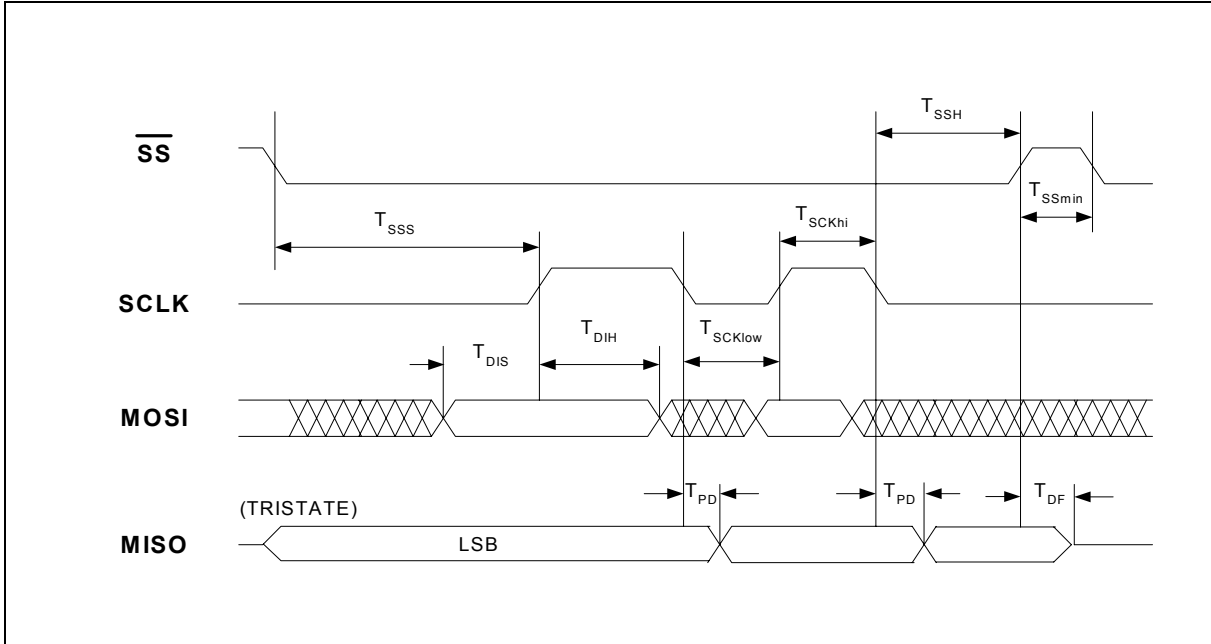 T_SSH
SS
T_SSmin
T_SSS
T_SCKhi
SCLK
T_DIH
T_SCKlow
T_DIS
MOSI
T_PD
T_PD
T_DF
(TRISTATE)
MISO
LSB